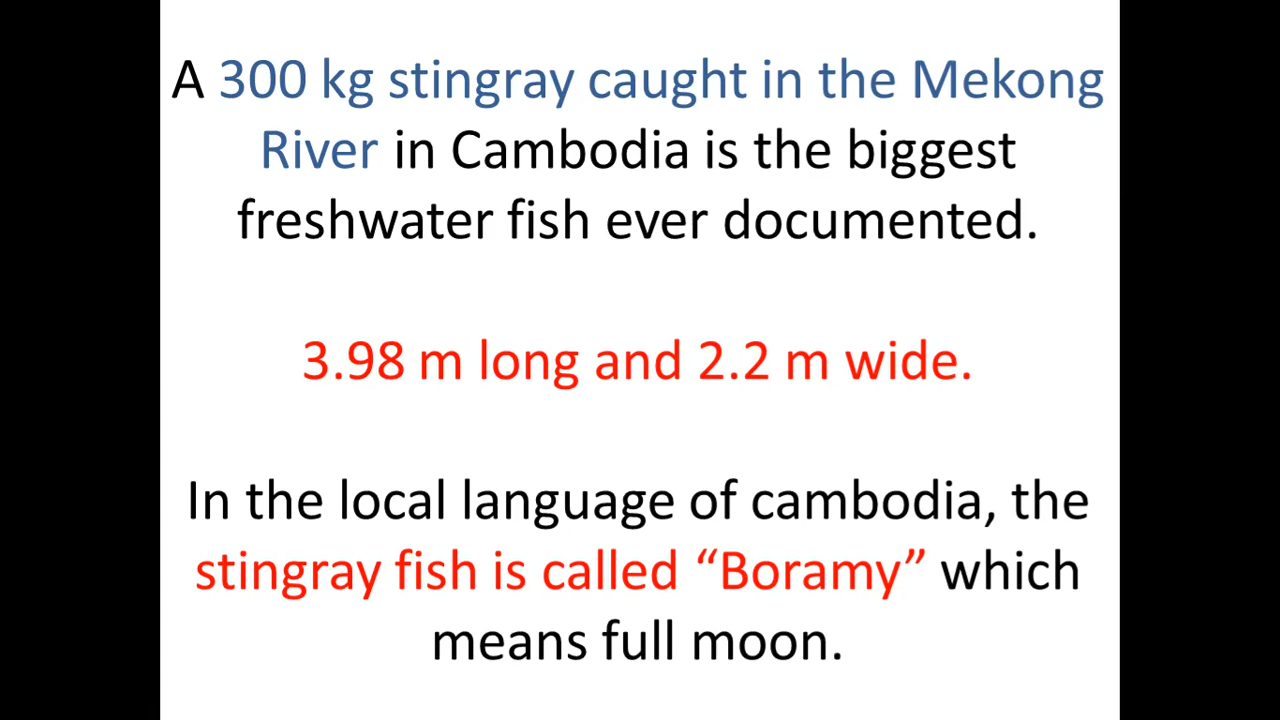 A 300 kg stingray caught in the Mekong
River in Cambodia is the biggest
freshwater fish ever documented.
3.98 m long and 2.2 m wide.
In the local language of cambodia, the
stingray fish is called “Boramy” which
means full moon.